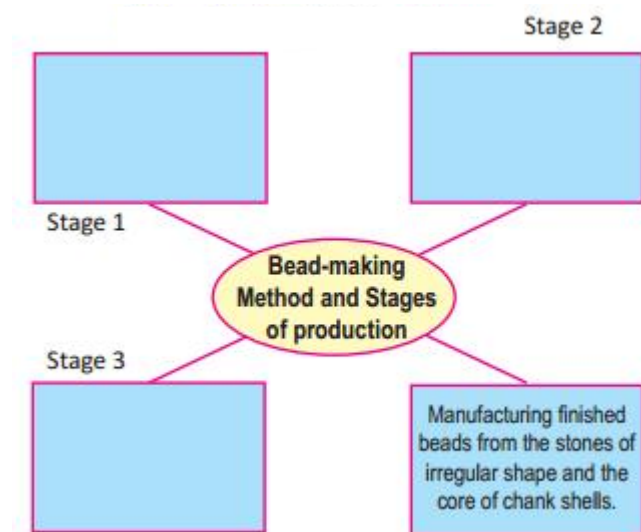 Stage 2
Stage 1
Bead-making
Method and Stages
of production
Stage 3
Manufacturing finished
beads from the stones of
irregular shape and the
core of chank shells.